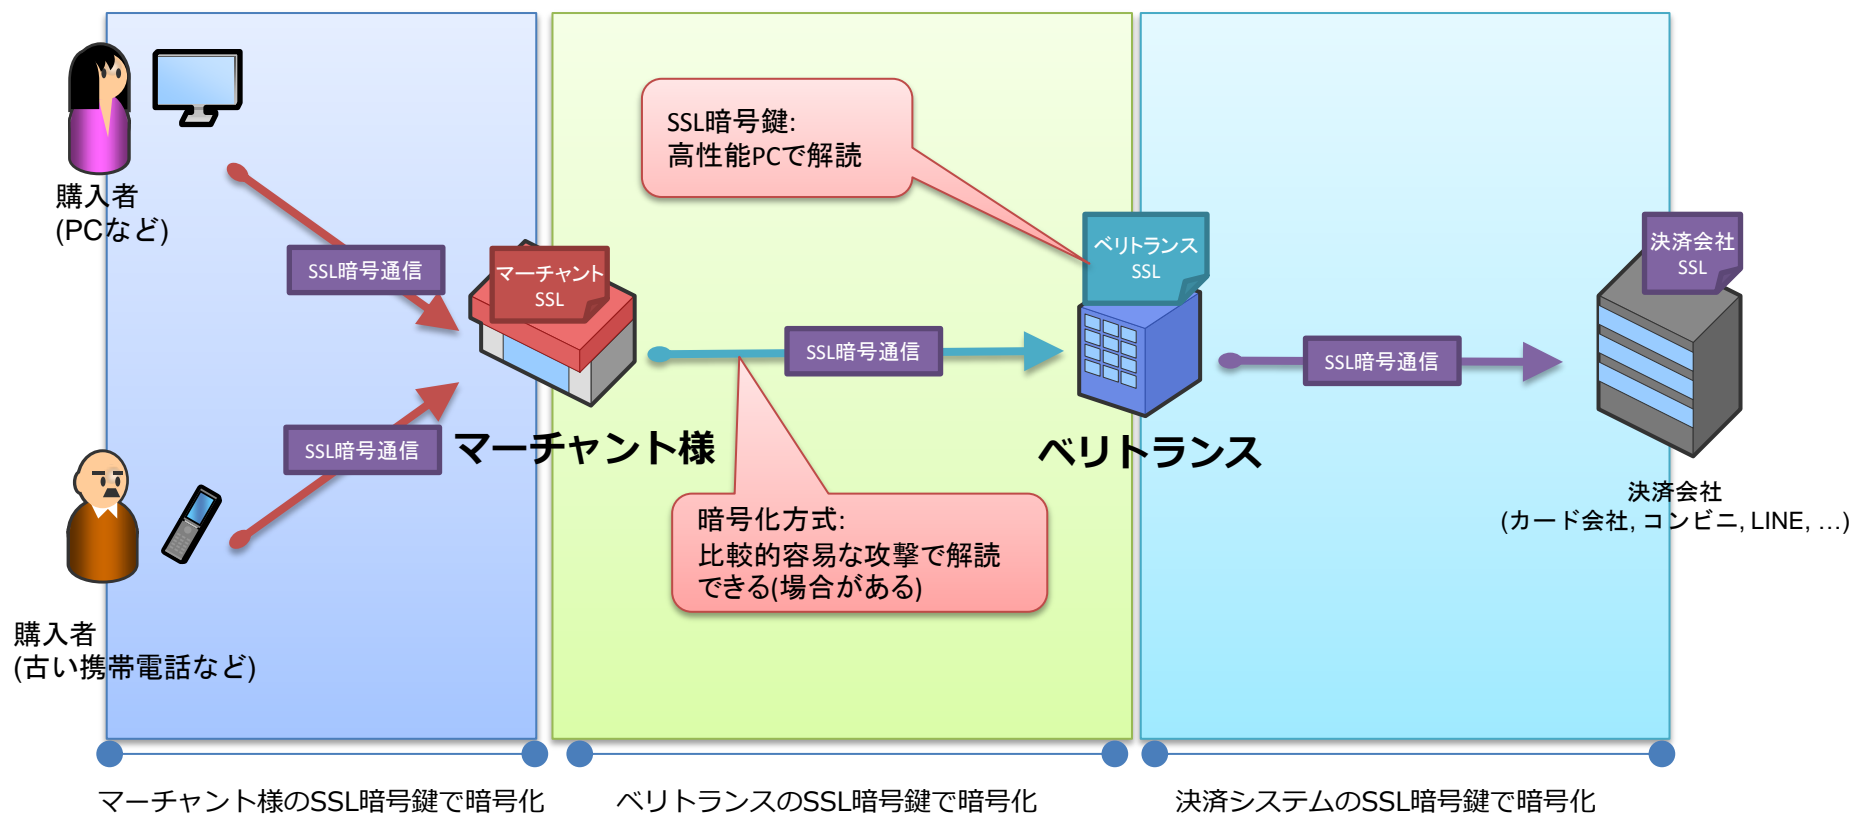 購入者
(PCなど)
SSL暗号通信
マーチャント
SSL
SSL暗号鍵:
高性能PCで解読
ベリトランス
SSL
決済会社
SSL
SSL暗号通信
SSL暗号通信
SSL暗号通信
マーチャント様
ベリトランス
暗号化方式:
比較的容易な攻撃で解読
できる(場合がある)
決済会社
(カード会社, コンビニ, LINE, …)
購入者
(古い携帯電話など)
マーチャント様のSSL暗号鍵で暗号化
ベリトランスのSSL暗号鍵で暗号化
決済システムのSSL暗号鍵で暗号化